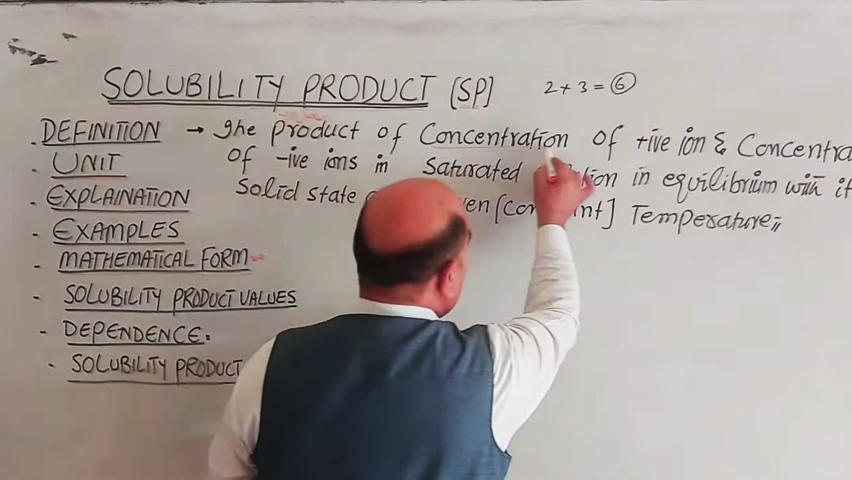 SOLUBILITY PRODUCT [SP]
2 + 3 = 6
. DEFINITION → The product of Concentration of +ive ion & Concentra
of -ive ions in Saturated in equilibrium with it
Solid state [ ] Temperature
. UNIT
. EXPLAINATION
- EXAMPLES
- MATHEMATICAL FORM
- SOLUBILITY PRODUCT VALUES
- DEPENDENCE:
- SOLUBILITY PRODUCT